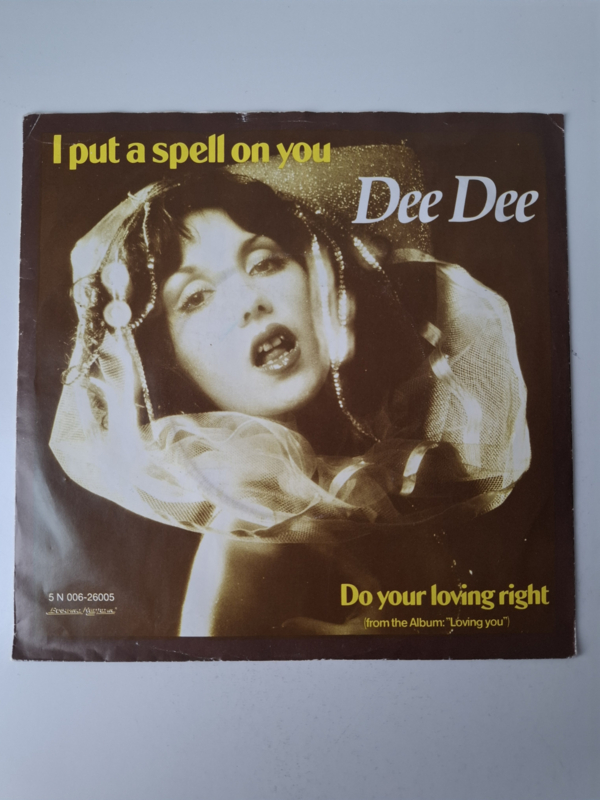 I put a spell on you
Dee Dee
5 N 006-26005
Do your loving right
(from the Album: "Loving you")